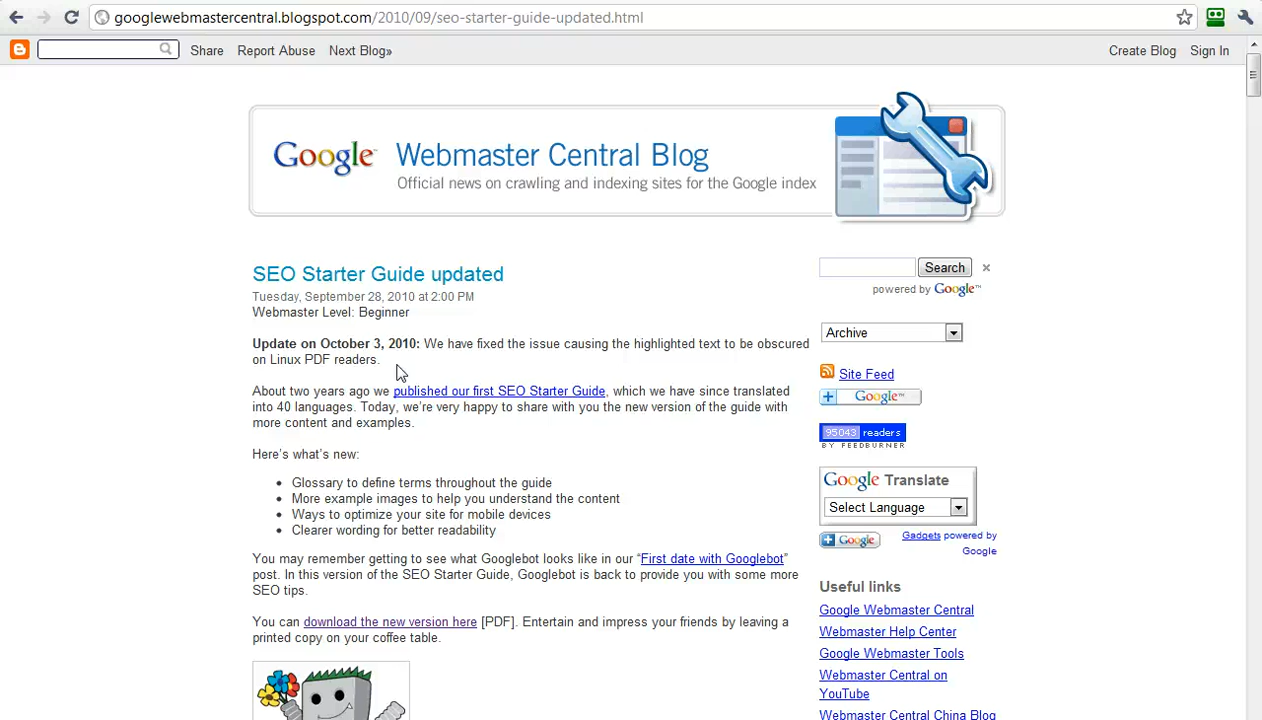 googlewebmastercentral.blogspot.com/2010/09/seo-starter-guide-updated.html
Share Report Abuse Next Blog» Create Blog Sign In
Google™ Webmaster Central Blog
Official news on crawling and indexing sites for the Google index
SEO Starter Guide updated
Tuesday, September 28, 2010 at 2:00 PM
Webmaster Level: Beginner
Update on October 3, 2010: We have fixed the issue causing the highlighted text to be obscured
on Linux PDF readers.
About two years ago we published our first SEO Starter Guide, which we have since translated
into 40 languages. Today, we're very happy to share with you the new version of the guide with
more content and examples.
Here's what's new:
• Glossary to define terms throughout the guide
• More example images to help you understand the content
• Ways to optimize your site for mobile devices
• Clearer wording for better readability
You may remember getting to see what Googlebot looks like in our “First date with Googlebot”
post. In this version of the SEO Starter Guide, Googlebot is back to provide you with some more
SEO tips.
You can download the new version here [PDF]. Entertain and impress your friends by leaving a
printed copy on your coffee table.
Search
powered by Google™
Archive
Site Feed
+ Google™
95043 readers
BY FEEDBURNER
Google Translate
Select Language
+ Google
Gadgets powered by
Google
Useful links
Google Webmaster Central
Webmaster Help Center
Google Webmaster Tools
Webmaster Central on
YouTube
Webmaster Central China Blog